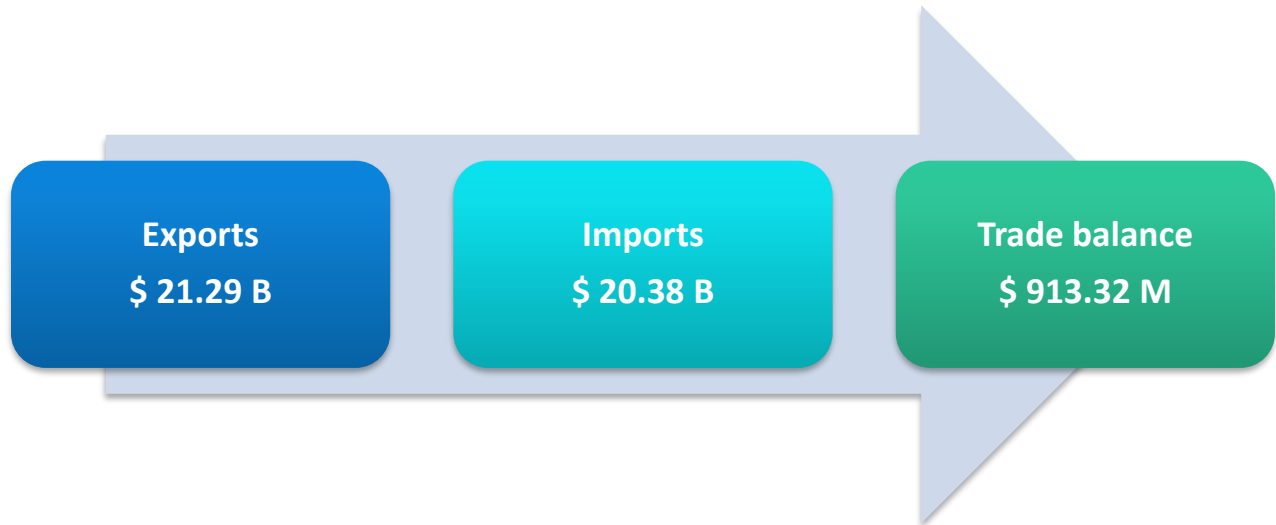 Exports
$ 21.29 B
Imports
$ 20.38 B
Trade balance
$ 913.32 M